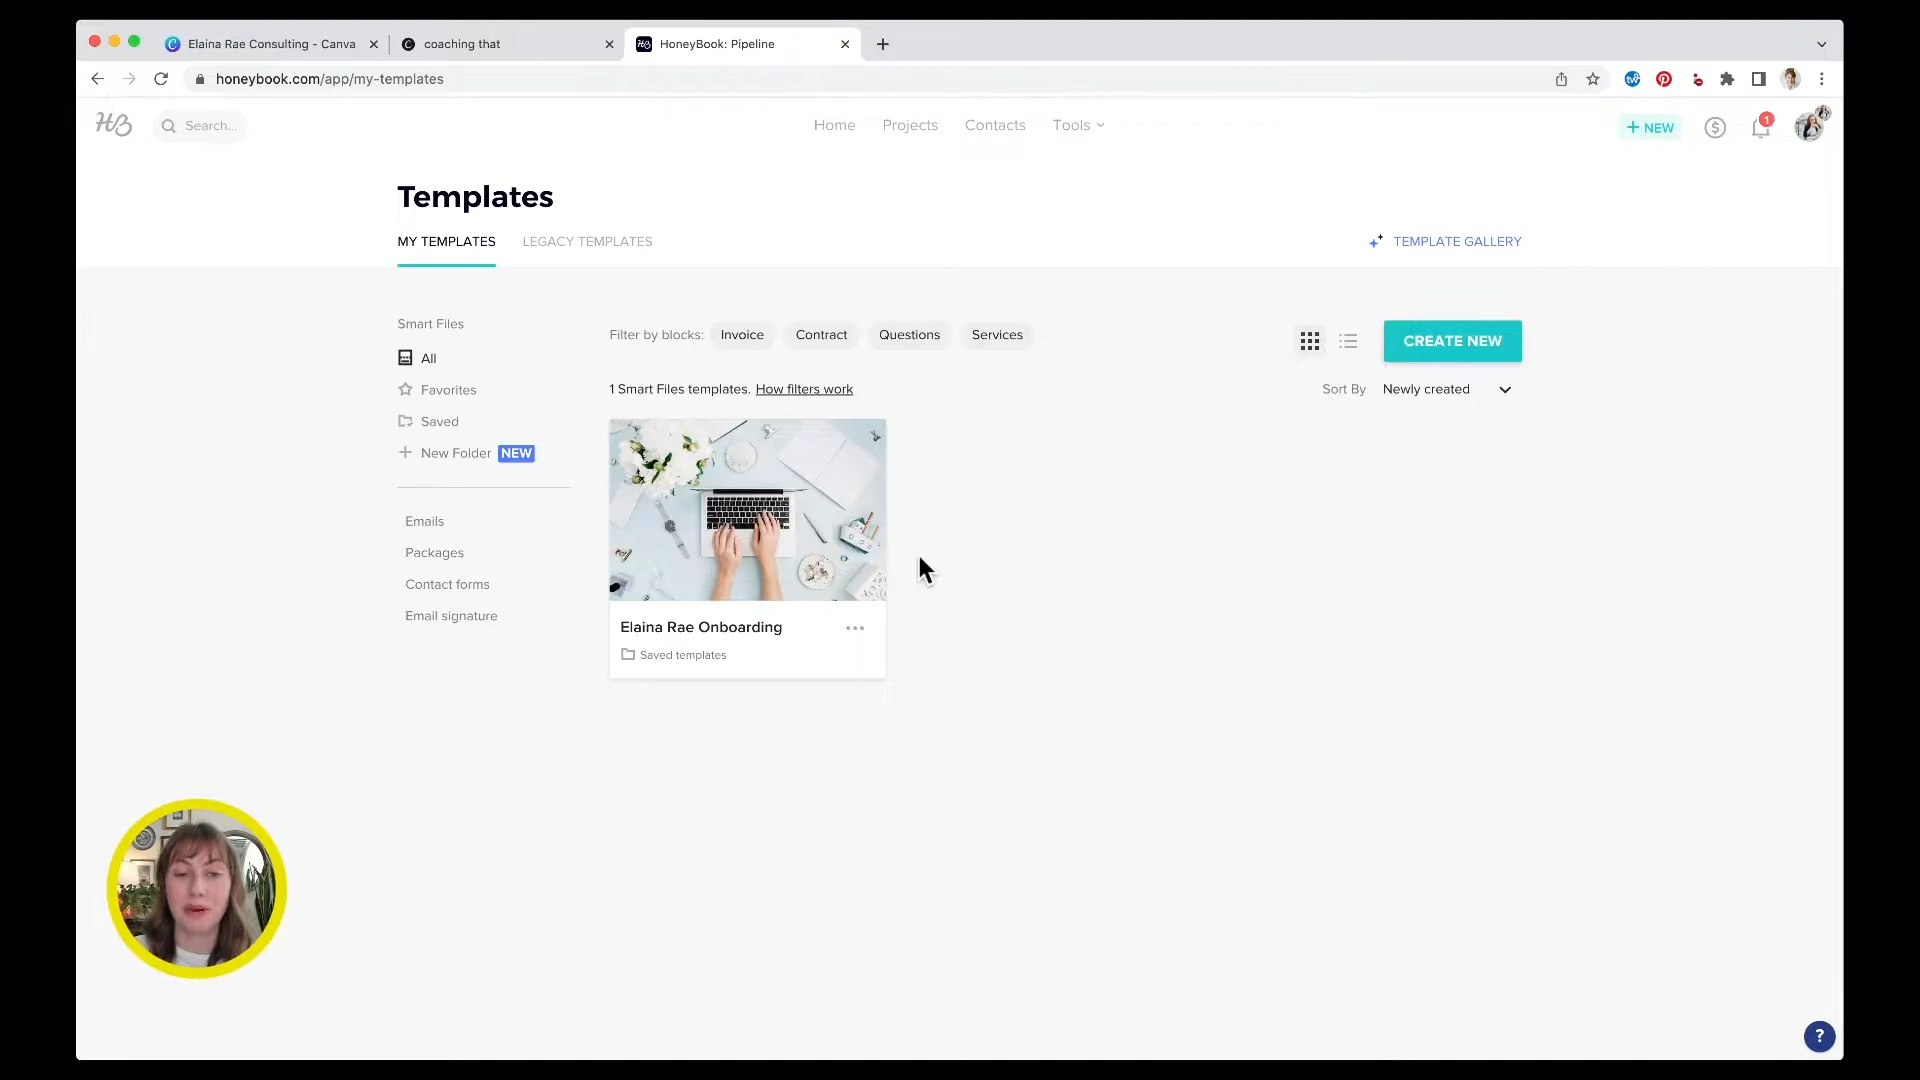 Elaina Rae Consulting - Canva
coaching that
HoneyBook: Pipeline
honeybook.com/app/my-templates
HB
Search...
Home
Projects
Contacts
Tools
+ NEW
1
Templates
MY TEMPLATES
LEGACY TEMPLATES
TEMPLATE GALLERY
Smart Files
All
Favorites
Saved
New Folder NEW
Emails
Packages
Contact forms
Email signature
Filter by blocks: Invoice Contract Questions Services
CREATE NEW
1 Smart Files templates. How filters work
Sort By Newly created
Elaina Rae Onboarding
Saved templates
?